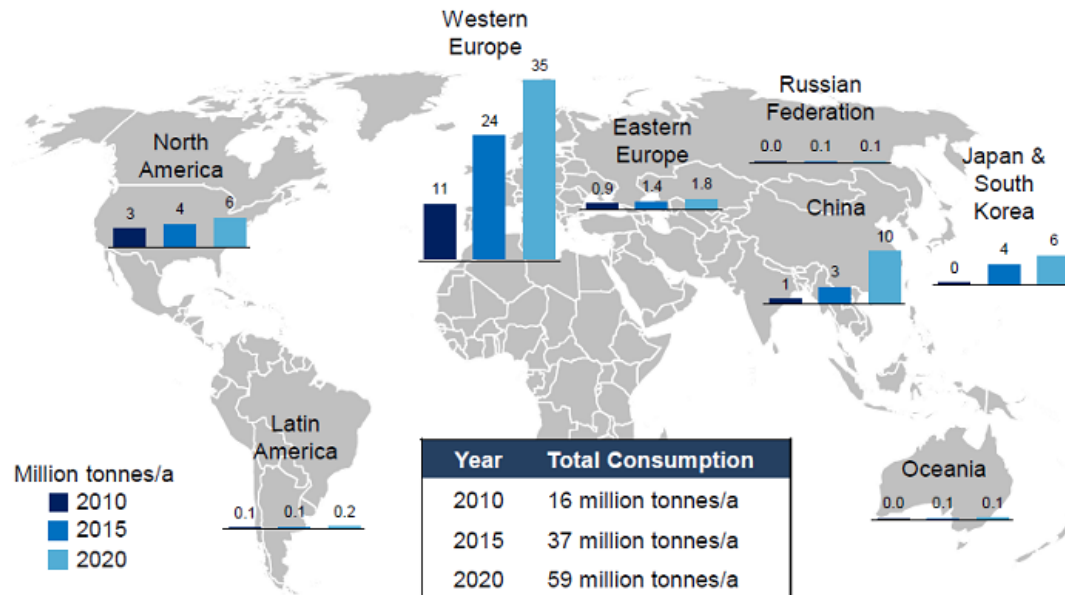 Western
Europe
35
24
11
North
America
3 4 6
Eastern
Europe
0.9 1.4 1.8
Russian
Federation
0.0 0.1 0.1
Japan &
South
Korea
0 4 6
China
1 3 10
Latin
America
0.1 0.1 0.2
Oceania
0.0 0.1 0.1
Million tonnes/a
2010
2015
2020
Year Total Consumption
2010 16 million tonnes/a
2015 37 million tonnes/a
2020 59 million tonnes/a